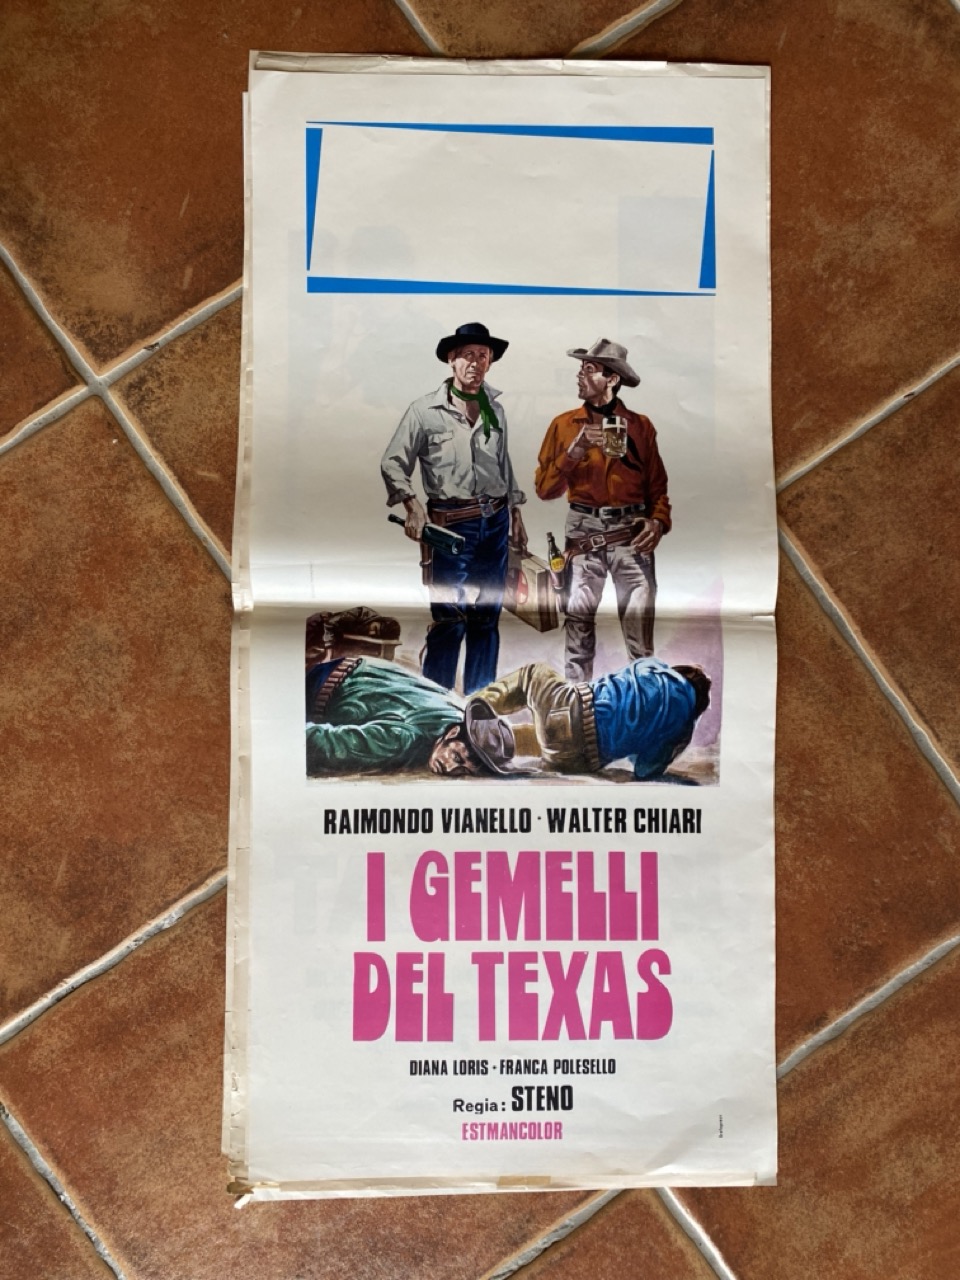 RAIMONDO VIANELLO · WALTER CHIARI
I GEMELLI
DEL TEXAS
DIANA LORIS · FRANCA POLESELLO
Regia: STENO
ESTMANCOLOR